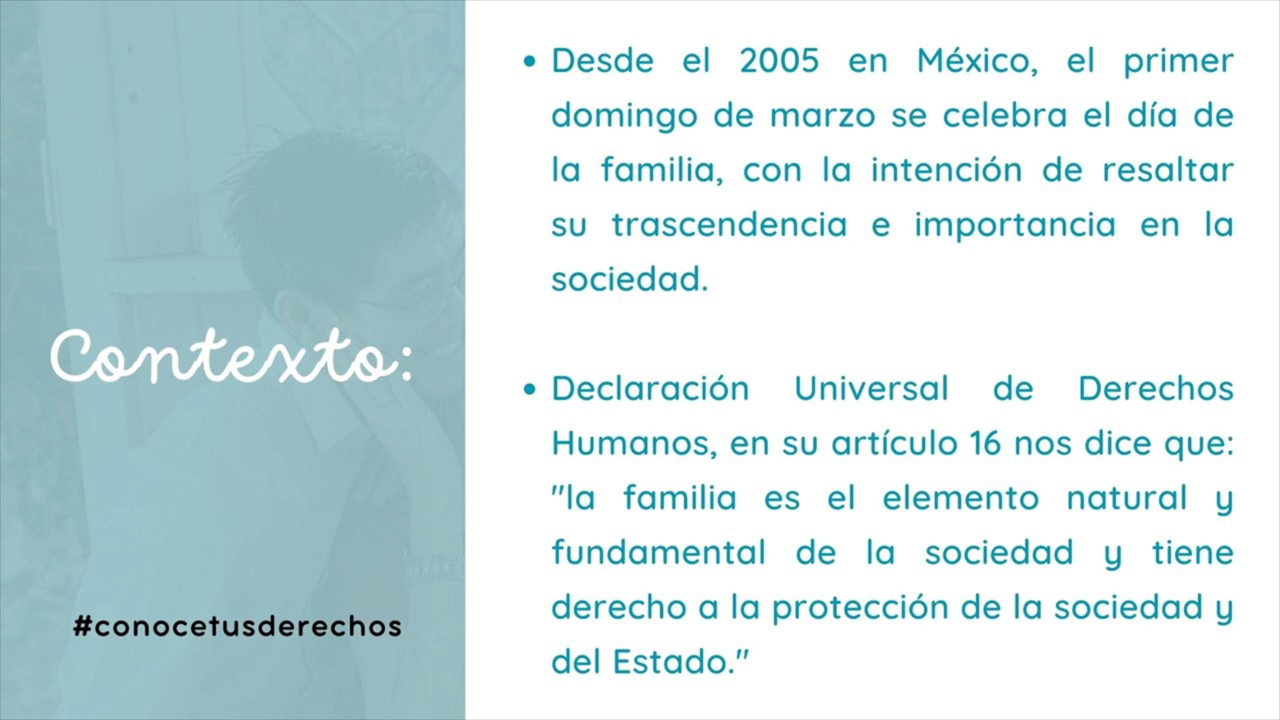 Contexto:
#conocetusderechos
• Desde el 2005 en México, el primer
domingo de marzo se celebra el día de
la familia, con la intención de resaltar
su trascendencia e importancia en la
sociedad.
• Declaración Universal de Derechos
Humanos, en su artículo 16 nos dice que:
"la familia es el elemento natural y
fundamental de la sociedad y tiene
derecho a la protección de la sociedad y
del Estado."